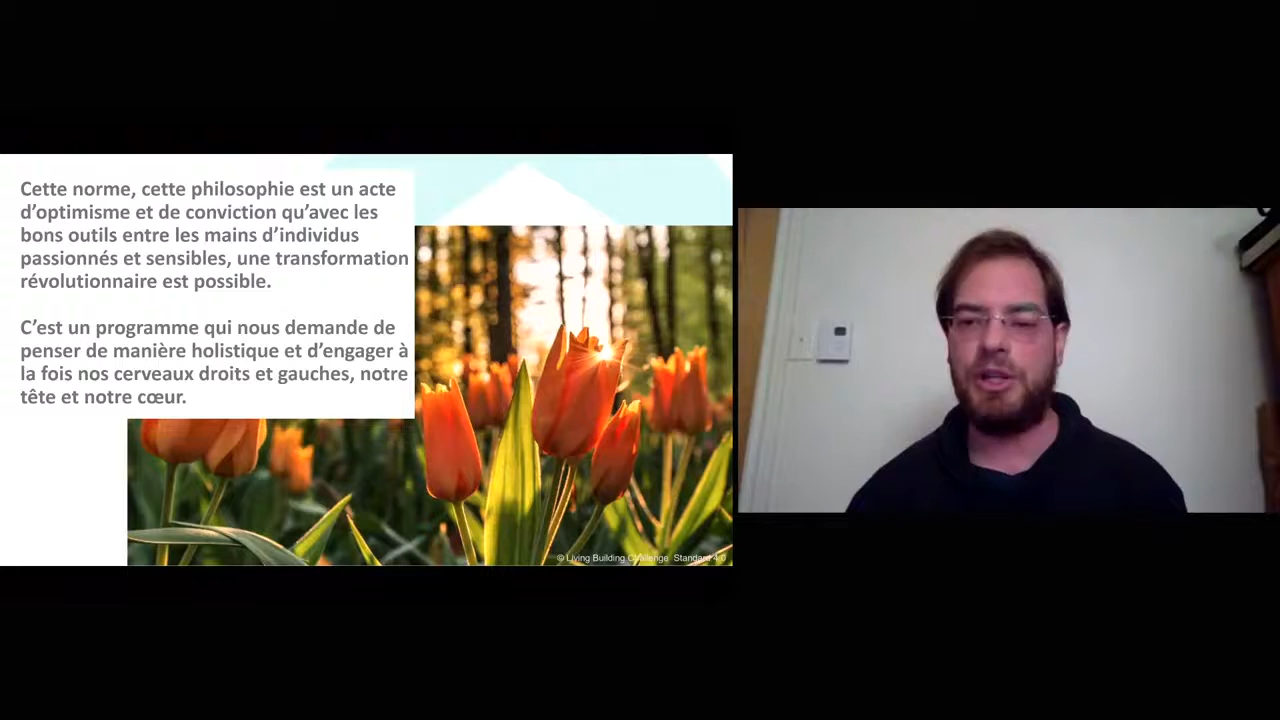 Cette norme, cette philosophie est un acte
d’optimisme et de conviction qu’avec les
bons outils entre les mains d’individus
passionnés et sensibles, une transformation
révolutionnaire est possible.
C’est un programme qui nous demande de
penser de manière holistique et d’engager à
la fois nos cerveaux droits et gauches, notre
tête et notre cœur.
© Living Building Challenge Standard 4.0